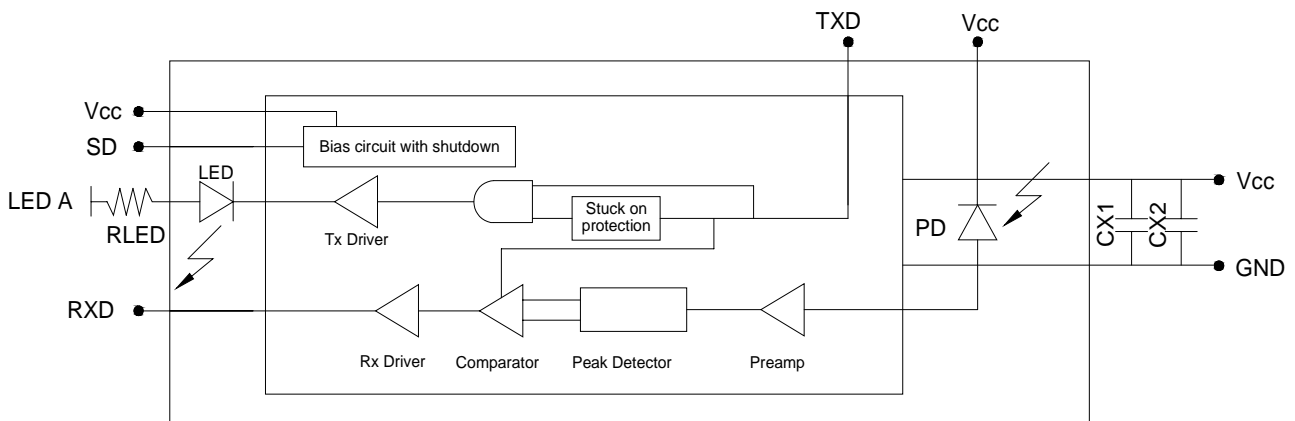 TXD
Vcc
Vcc
SD
Bias circuit with shutdown
LED
LED A
RLED
Tx Driver
Stuck on
protection
PD
CX1
CX2
Vcc
GND
RXD
Rx Driver
Comparator
Peak Detector
Preamp